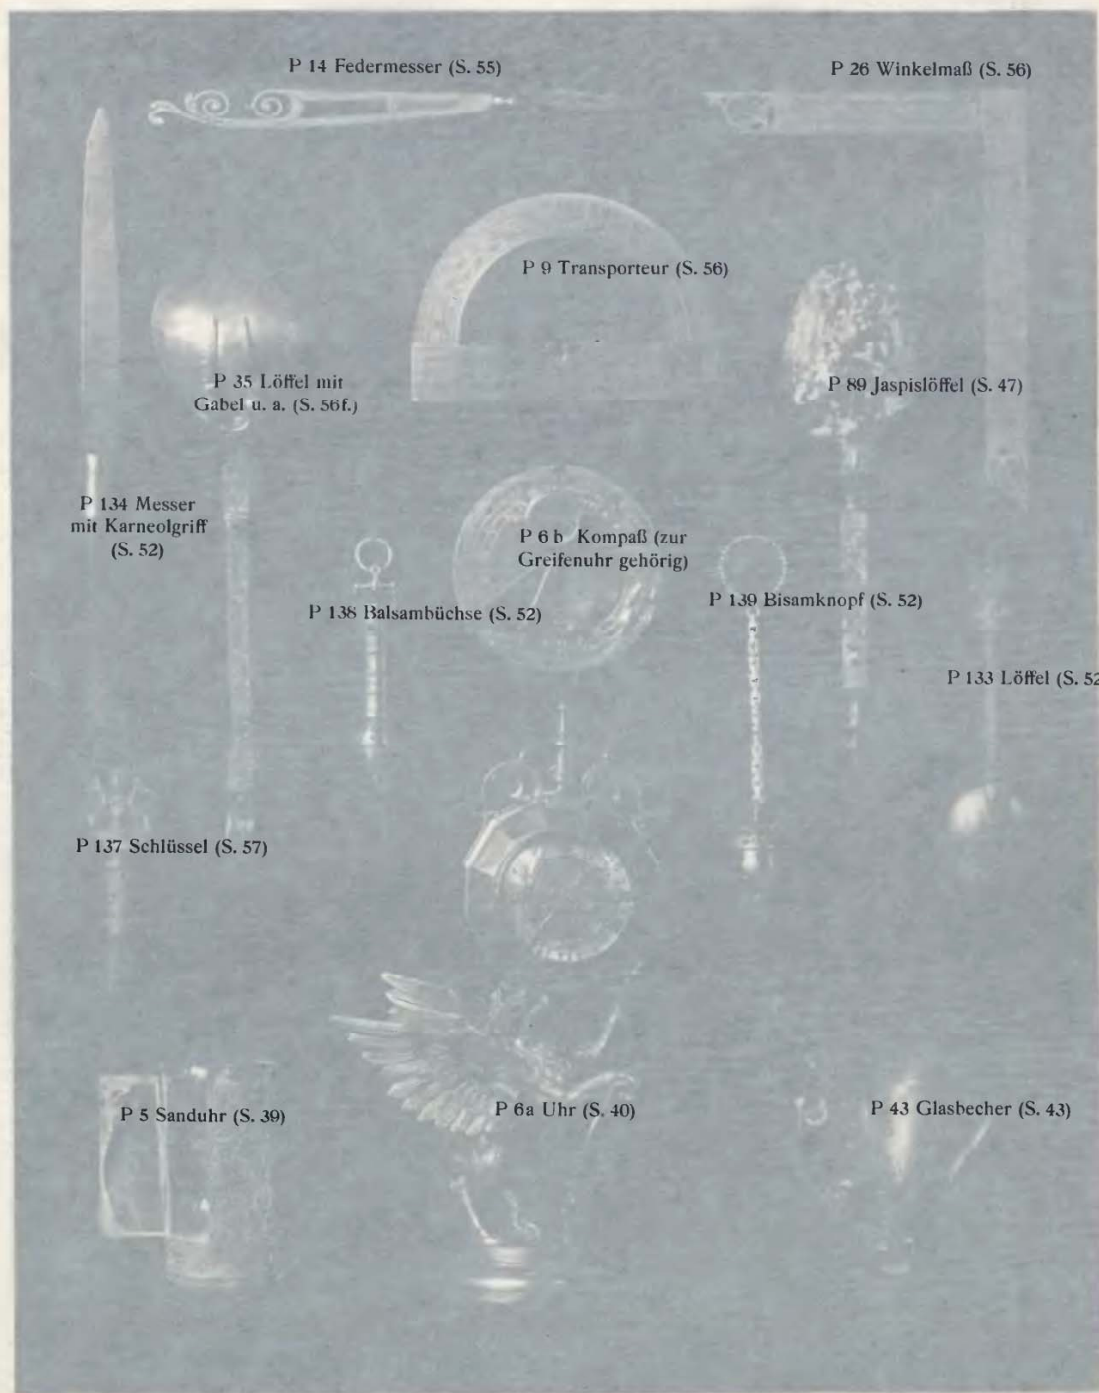 P 14 Federmesser (S. 55)
P 26 Winkelmaß (S. 56)
P 9 Transporteur (S. 56)
P 35 Löffel mit
Gabel u. a. (S. 56f.)
P 89 Jaspislöffel (S. 47)
P 134 Messer
mit Karneolgriff
(S. 52)
P 6 b Kompaß (zur
Greifenuhr gehörig)
P 138 Balsambüchse (S. 52)
P 139 Bisamknopf (S. 52)
P 133 Löffel (S. 52
P 137 Schlüssel (S. 57)
P 5 Sanduhr (S. 39)
P 6a Uhr (S. 40)
P 43 Glasbecher (S. 43)